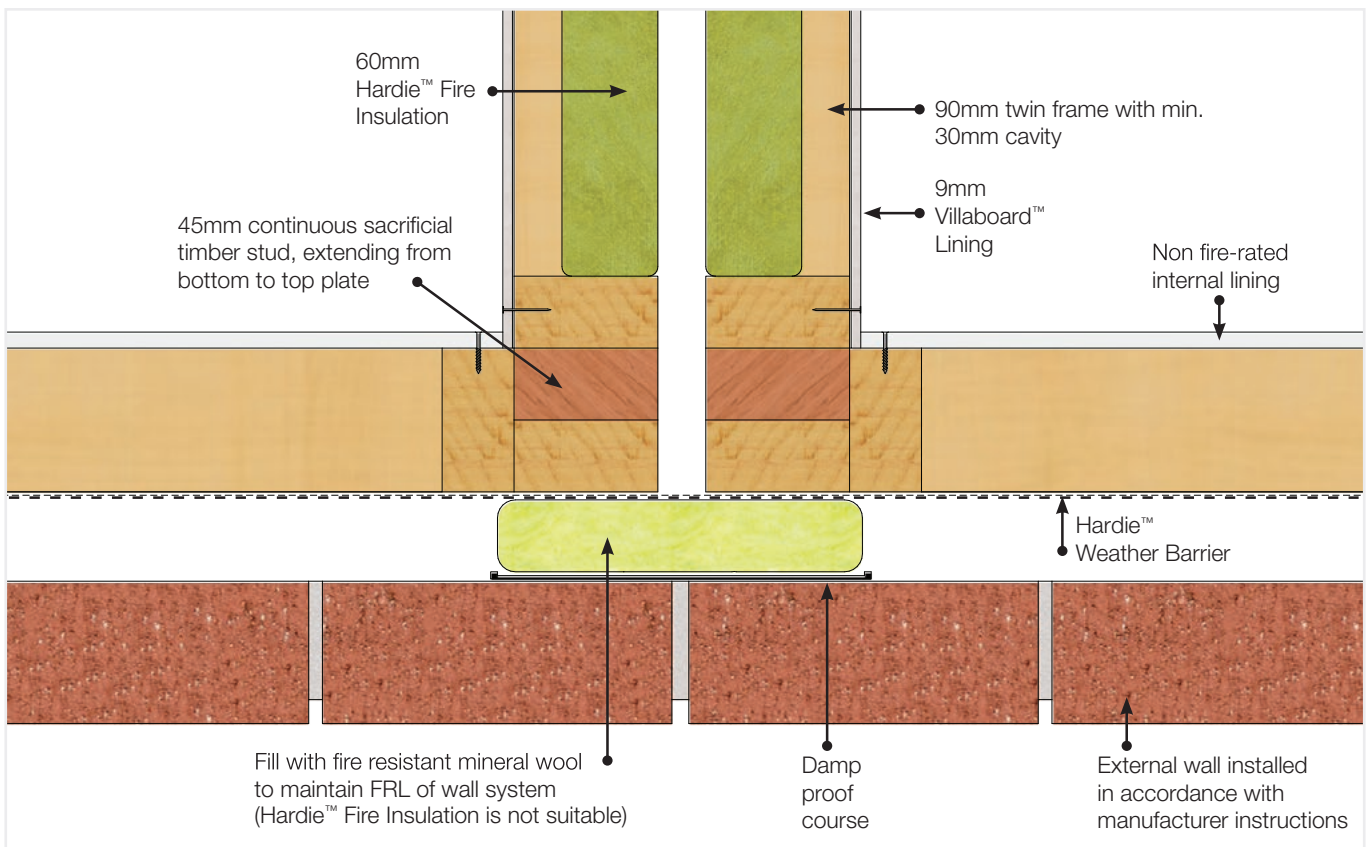 60mm
Hardie™ Fire
Insulation
90mm twin frame with min.
30mm cavity
9mm
Villaboard™
Lining
45mm continuous sacrificial
timber stud, extending from
bottom to top plate
Non fire-rated
internal lining
Hardie™
Weather Barrier
Fill with fire resistant mineral wool
to maintain FRL of wall system
(Hardie™ Fire Insulation is not suitable)
Damp
proof
course
External wall installed
in accordance with
manufacturer instructions